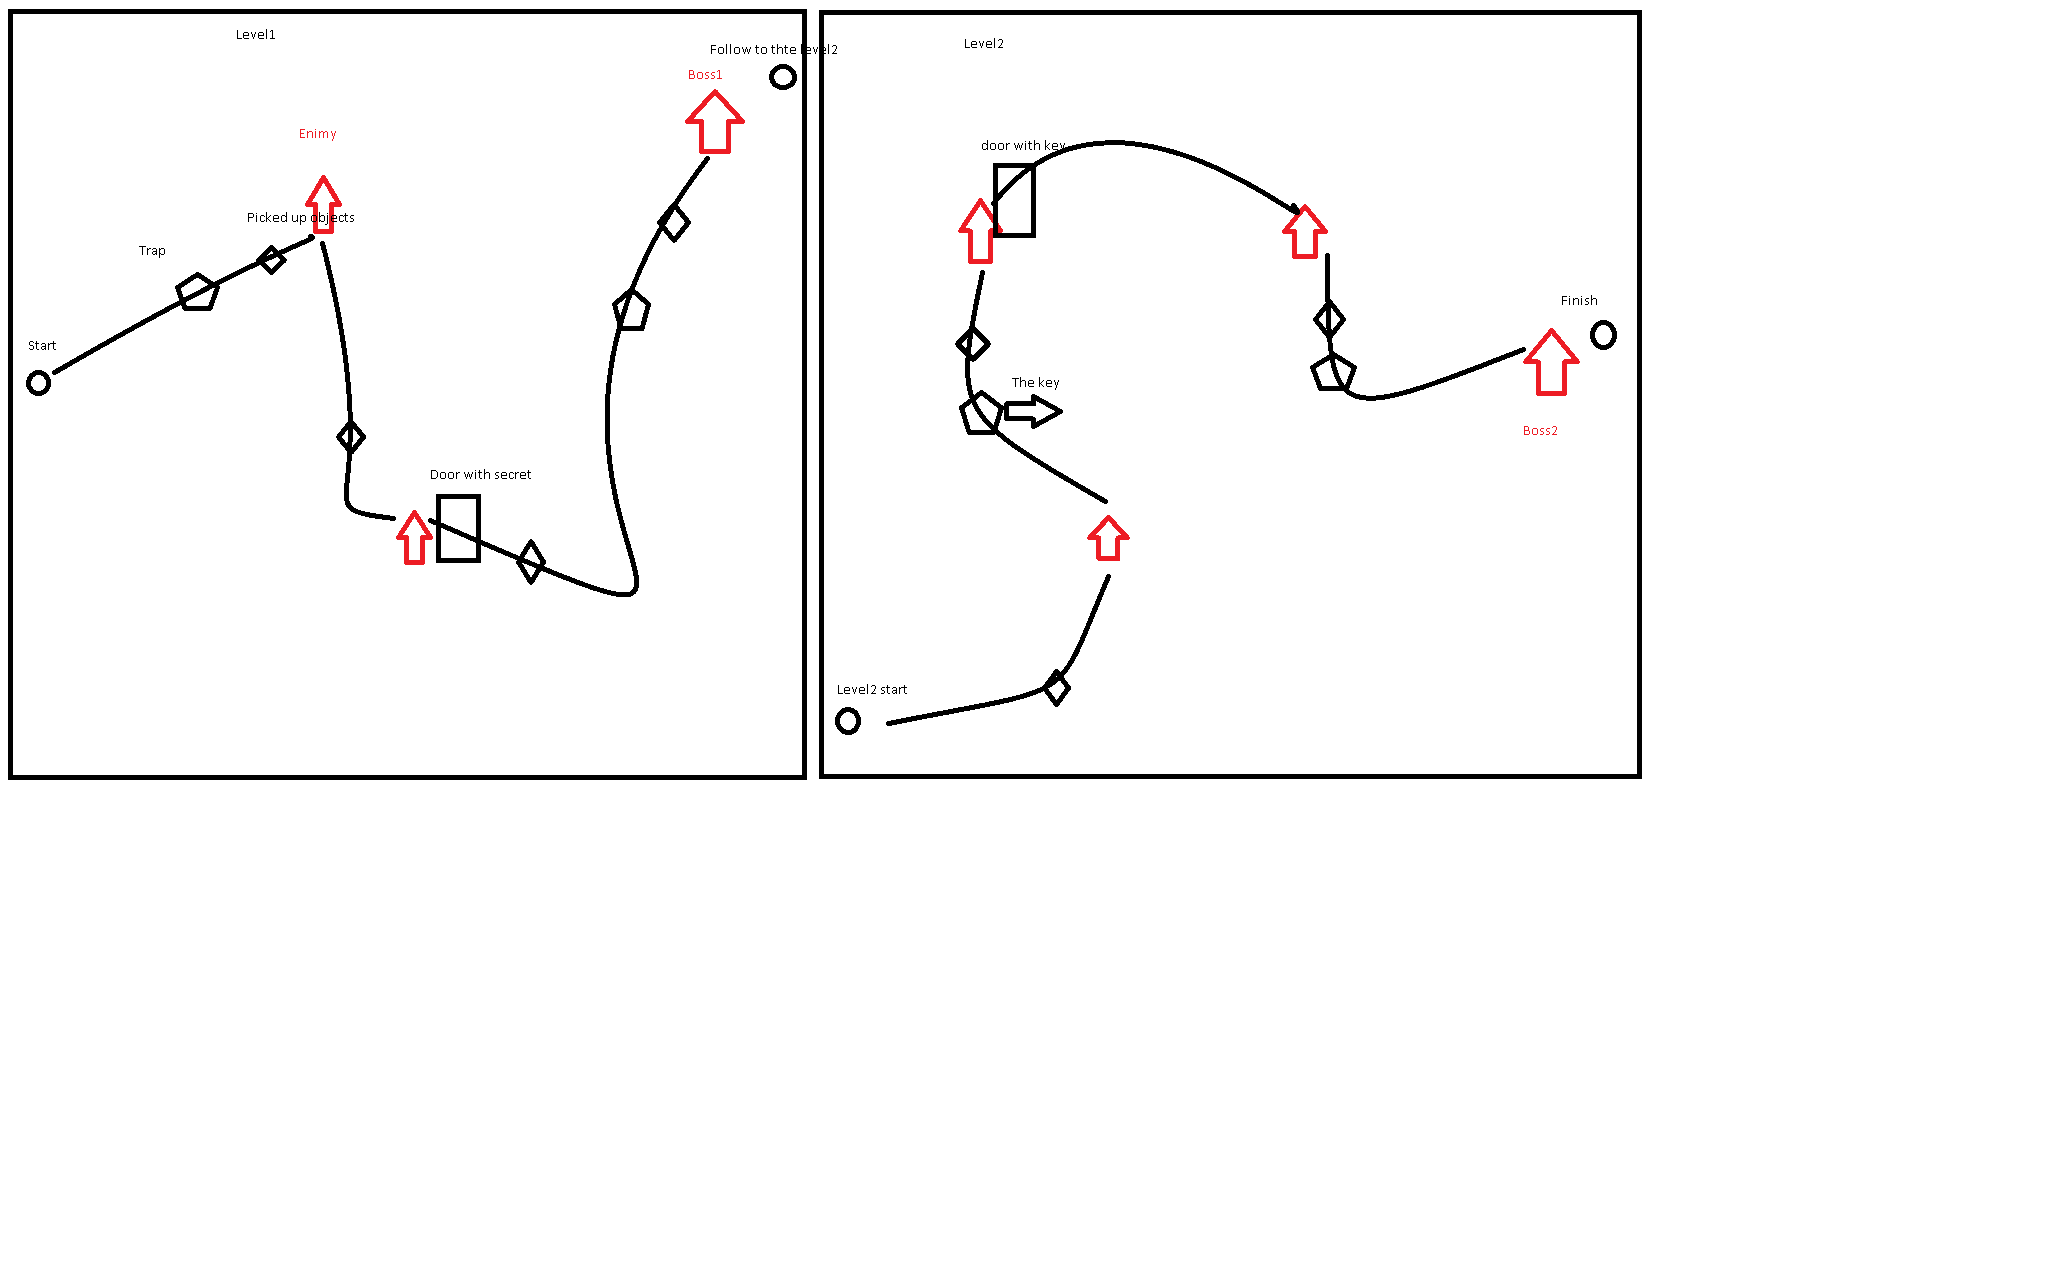 Level1
Follow to thte level2
Boss1
Enimy
Picked up objects
Trap
Start
Door with secret
Level2
door with key
The key
Finish
Boss2
Level2 start